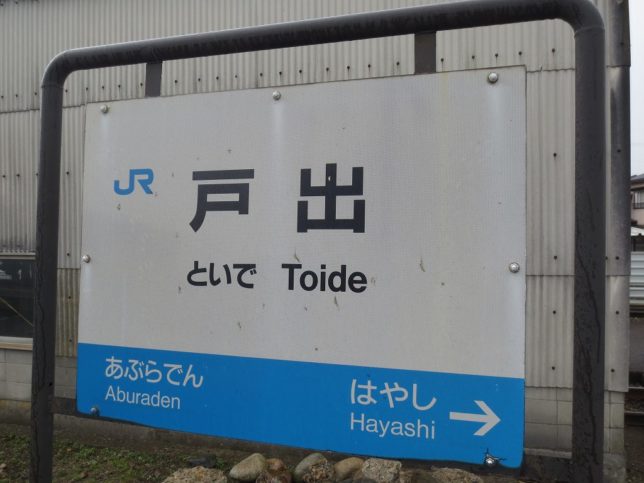 JR 戸出
といで Toide
あぶらでん
Aburaden
はやし
Hayashi →